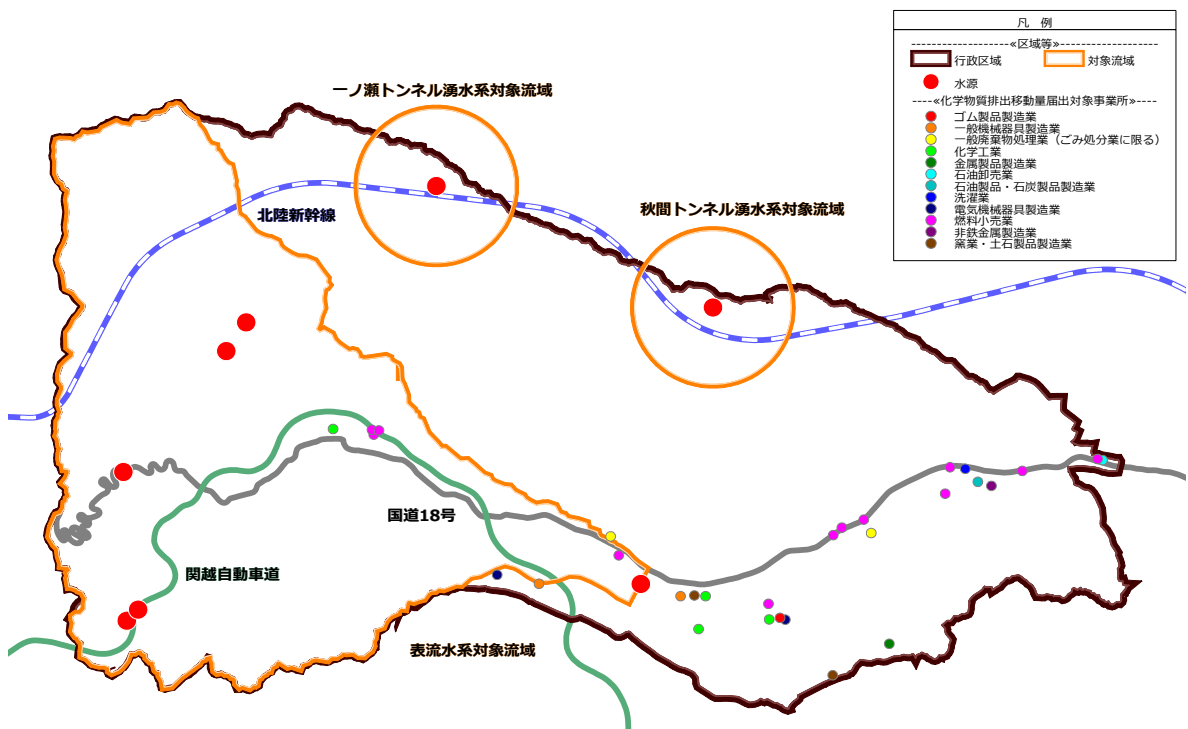 凡 例
«区域等»
行政区域
対象流域
水源
«化学物質排出移動量届出対象事業所»
ゴム製品製造業
一般機械器具製造業
一般廃棄物処理業（ごみ処分業に限る）
化学工業
金属製品製造業
石油卸売業
石油製品・石炭製品製造業
洗濯業
電気機械器具製造業
燃料小売業
非鉄金属製造業
窯業・土石製品製造業
一ノ瀬トンネル湧水系対象流域
北陸新幹線
秋間トンネル湧水系対象流域
国道18号
関越自動車道
表流水系対象流域